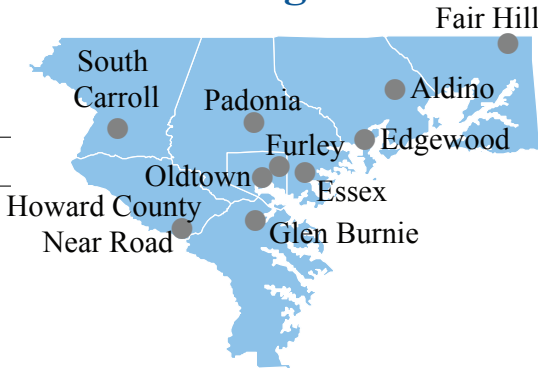 Fair Hill
South
Carroll
Aldino
Padonia
Edgewood
Furley
Oldtown
Essex
Howard County
Near Road
Glen Burnie